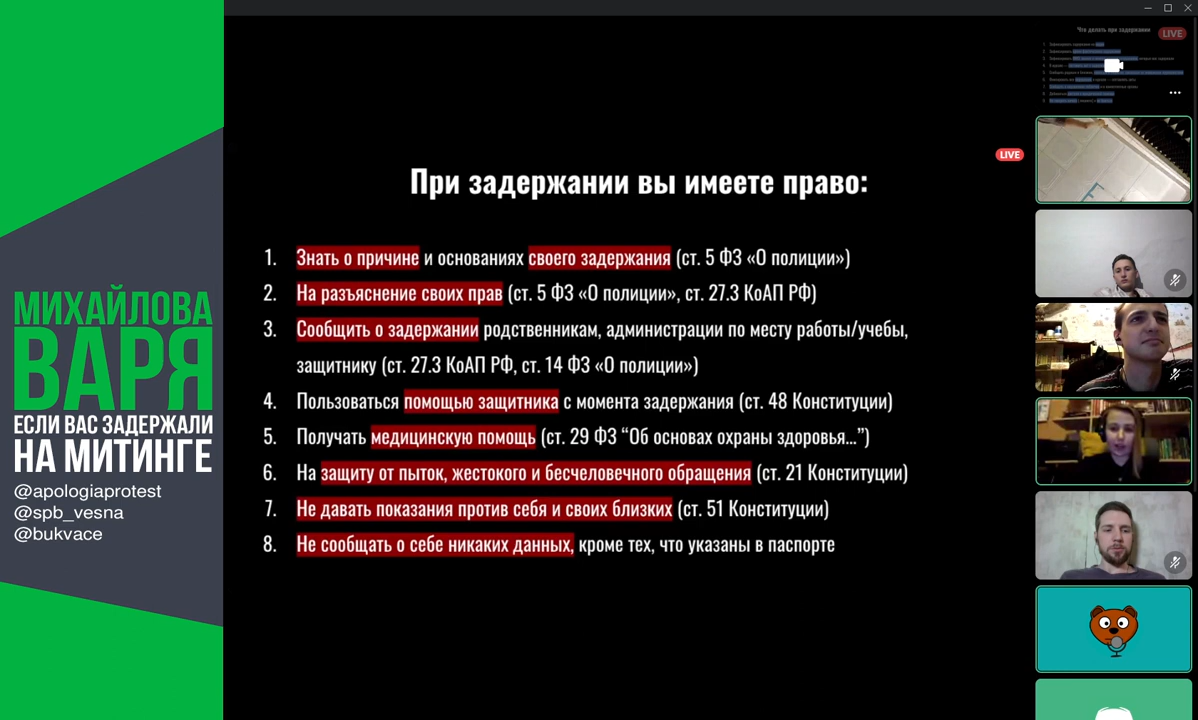 МИХАЙЛОВА
ВАРЯ
ЕСЛИ ВАС ЗАДЕРЖАЛИ
НА МИТИНГЕ
@apologiaprotest
@spb_vesna
@bukvace
При задержании вы имеете право:
1. Знать о причине и основаниях своего задержания (ст. 5 ФЗ «О полиции»)
2. На разъяснение своих прав (ст. 5 ФЗ «О полиции», ст. 27.3 КоАП РФ)
3. Сообщить о задержании родственникам, администрации по месту работы/учебы,
защитнику (ст. 27.3 КоАП РФ, ст. 14 ФЗ «О полиции»)
4. Пользоваться помощью защитника с момента задержания (ст. 48 Конституции)
5. Получать медицинскую помощь (ст. 29 ФЗ “Об основах охраны здоровья...”)
6. На защиту от пыток, жестокого и бесчеловечного обращения (ст. 21 Конституции)
7. Не давать показания против себя и своих близких (ст. 51 Конституции)
8. Не сообщать о себе никаких данных, кроме тех, что указаны в паспорте
LIVE
Что делать при задержании
LIVE